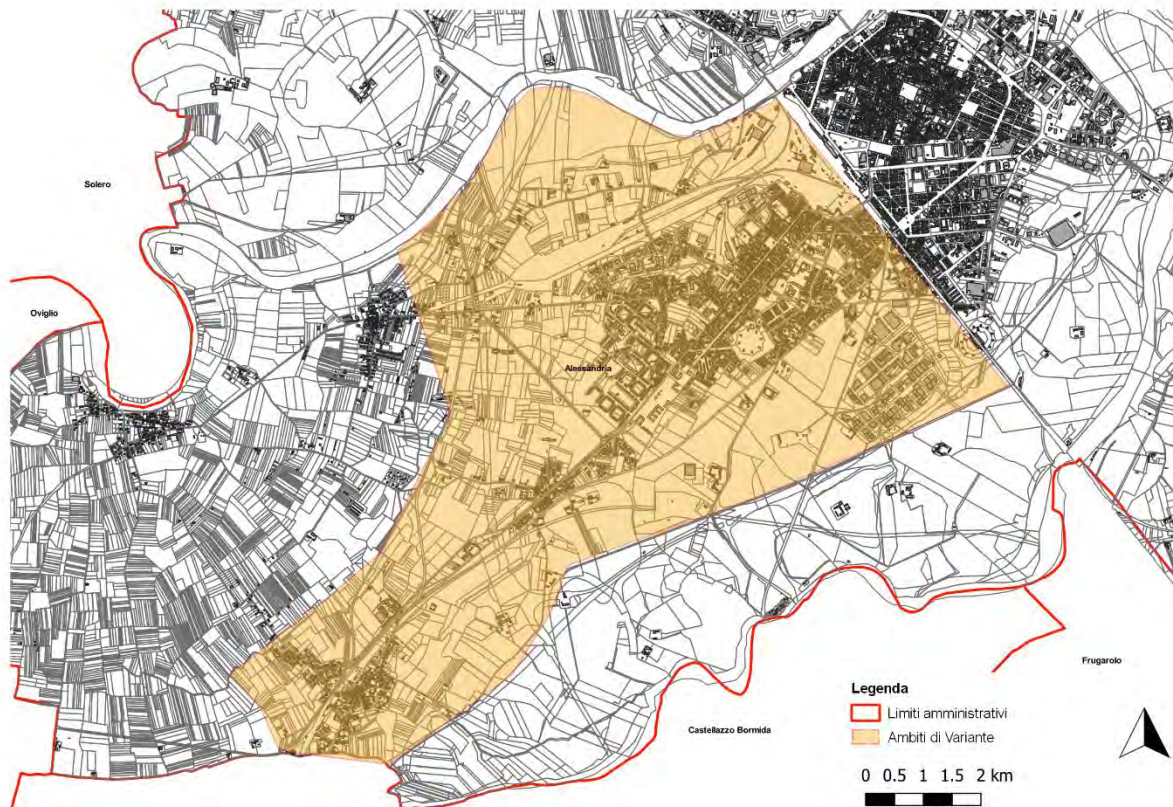 Solero
Oviglio
Alessandria
Frugarolo
Castellazzo Bormida
Legenda
Limiti amministrativi
Ambiti di Variante
0 0.5 1 1.5 2 km